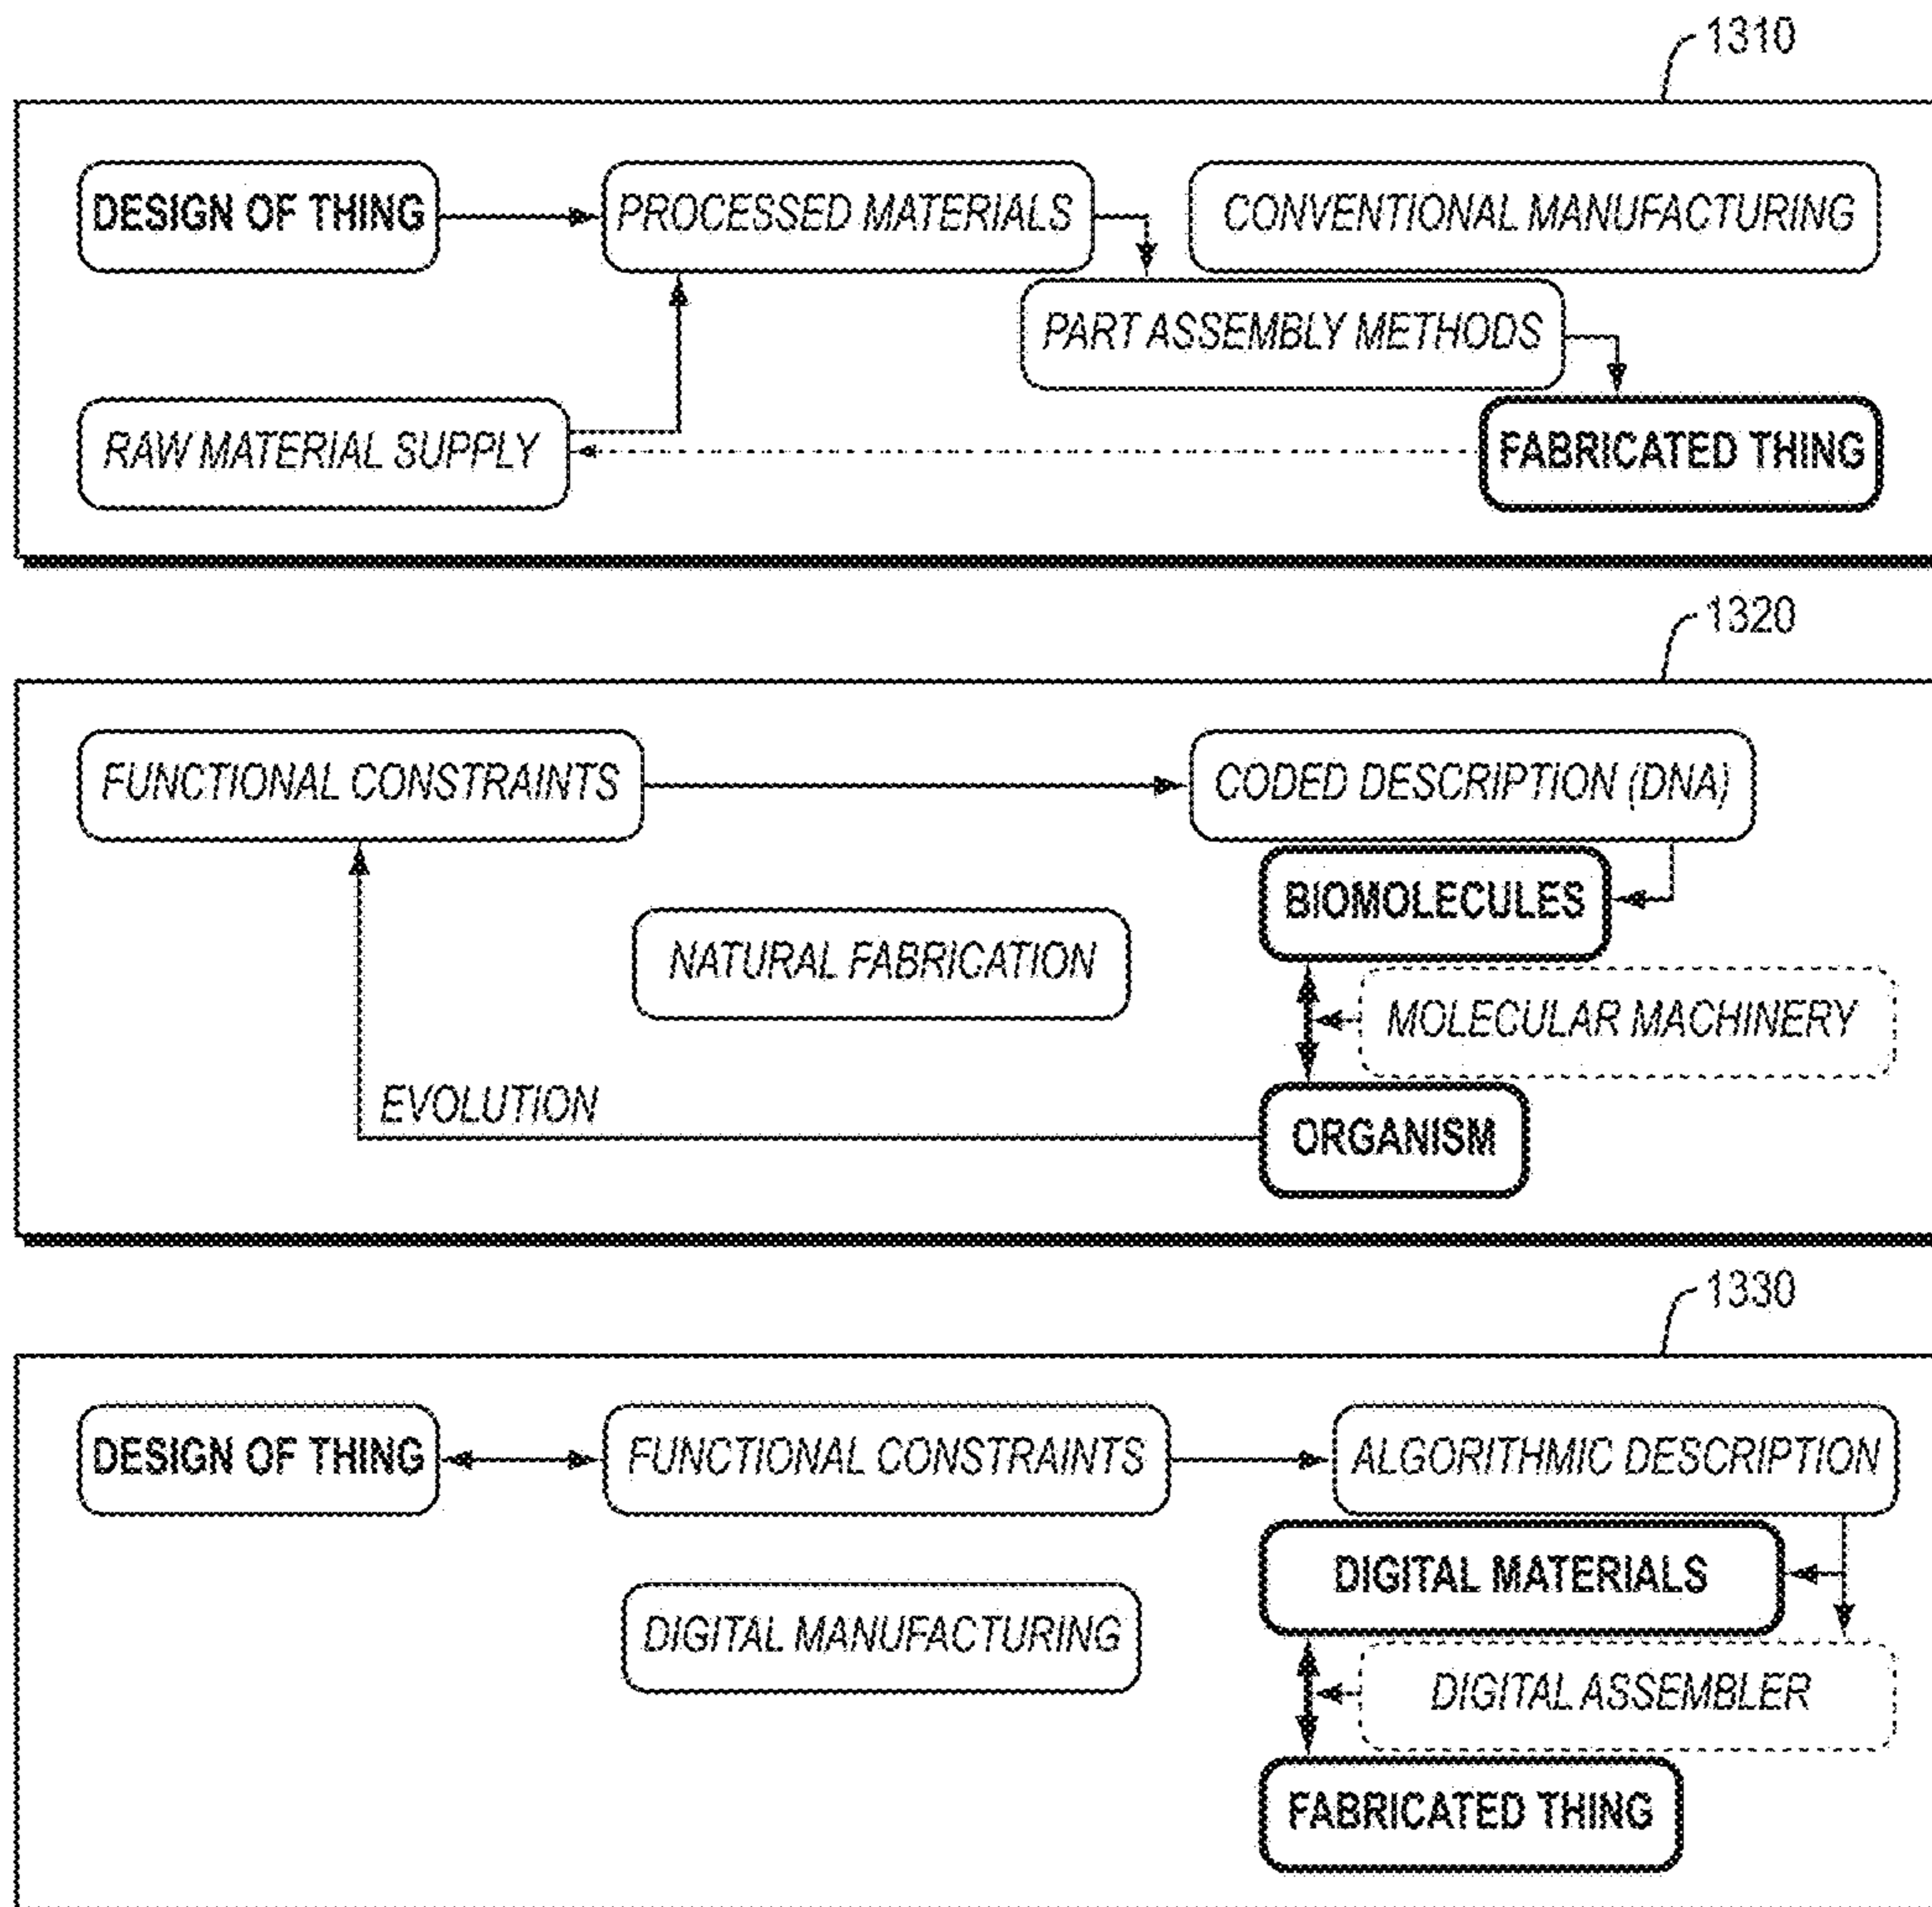 1310
DESIGN OF THING
PROCESSED MATERIALS
CONVENTIONAL MANUFACTURING
PART ASSEMBLY METHODS
RAW MATERIAL SUPPLY
FABRICATED THING
1320
FUNCTIONAL CONSTRAINTS
CODED DESCRIPTION (DNA)
BIOMOLECULES
NATURAL FABRICATION
MOLECULAR MACHINERY
EVOLUTION
ORGANISM
1330
DESIGN OF THING
FUNCTIONAL CONSTRAINTS
ALGORITHMIC DESCRIPTION
DIGITAL MATERIALS
DIGITAL MANUFACTURING
DIGITAL ASSEMBLER
FABRICATED THING